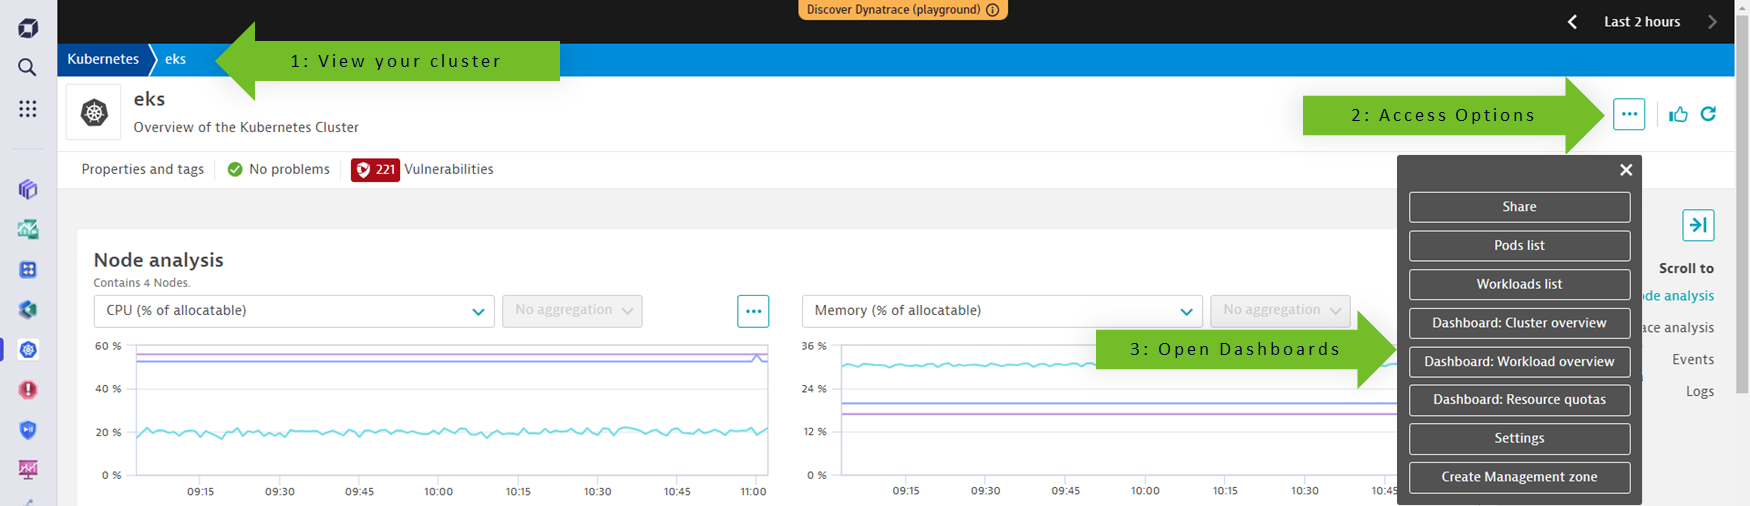 Discover Dynatrace (playground)
Last 2 hours
Kubernetes
eks
1: View your cluster
eks
Overview of the Kubernetes Cluster
2: Access Options
Properties and tags
No problems
221
Vulnerabilities
Share
Pods list
Workloads list
Dashboard: Cluster overview
Dashboard: Workload overview
Dashboard: Resource quotas
Settings
Create Management zone
3: Open Dashboards
Scroll to
ode analysis
ace analysis
Events
Logs
Node analysis
Contains 4 Nodes.
CPU (% of allocatable)
No aggregation
60 %
40 %
20 %
0 %
09:15 09:30 09:45 10:00 10:15 10:30 10:45 11:00
Memory (% of allocatable)
No aggregation
36 %
24 %
12 %
0 %
09:15 09:30 09:45 10:00 10:15 10:30 10:45